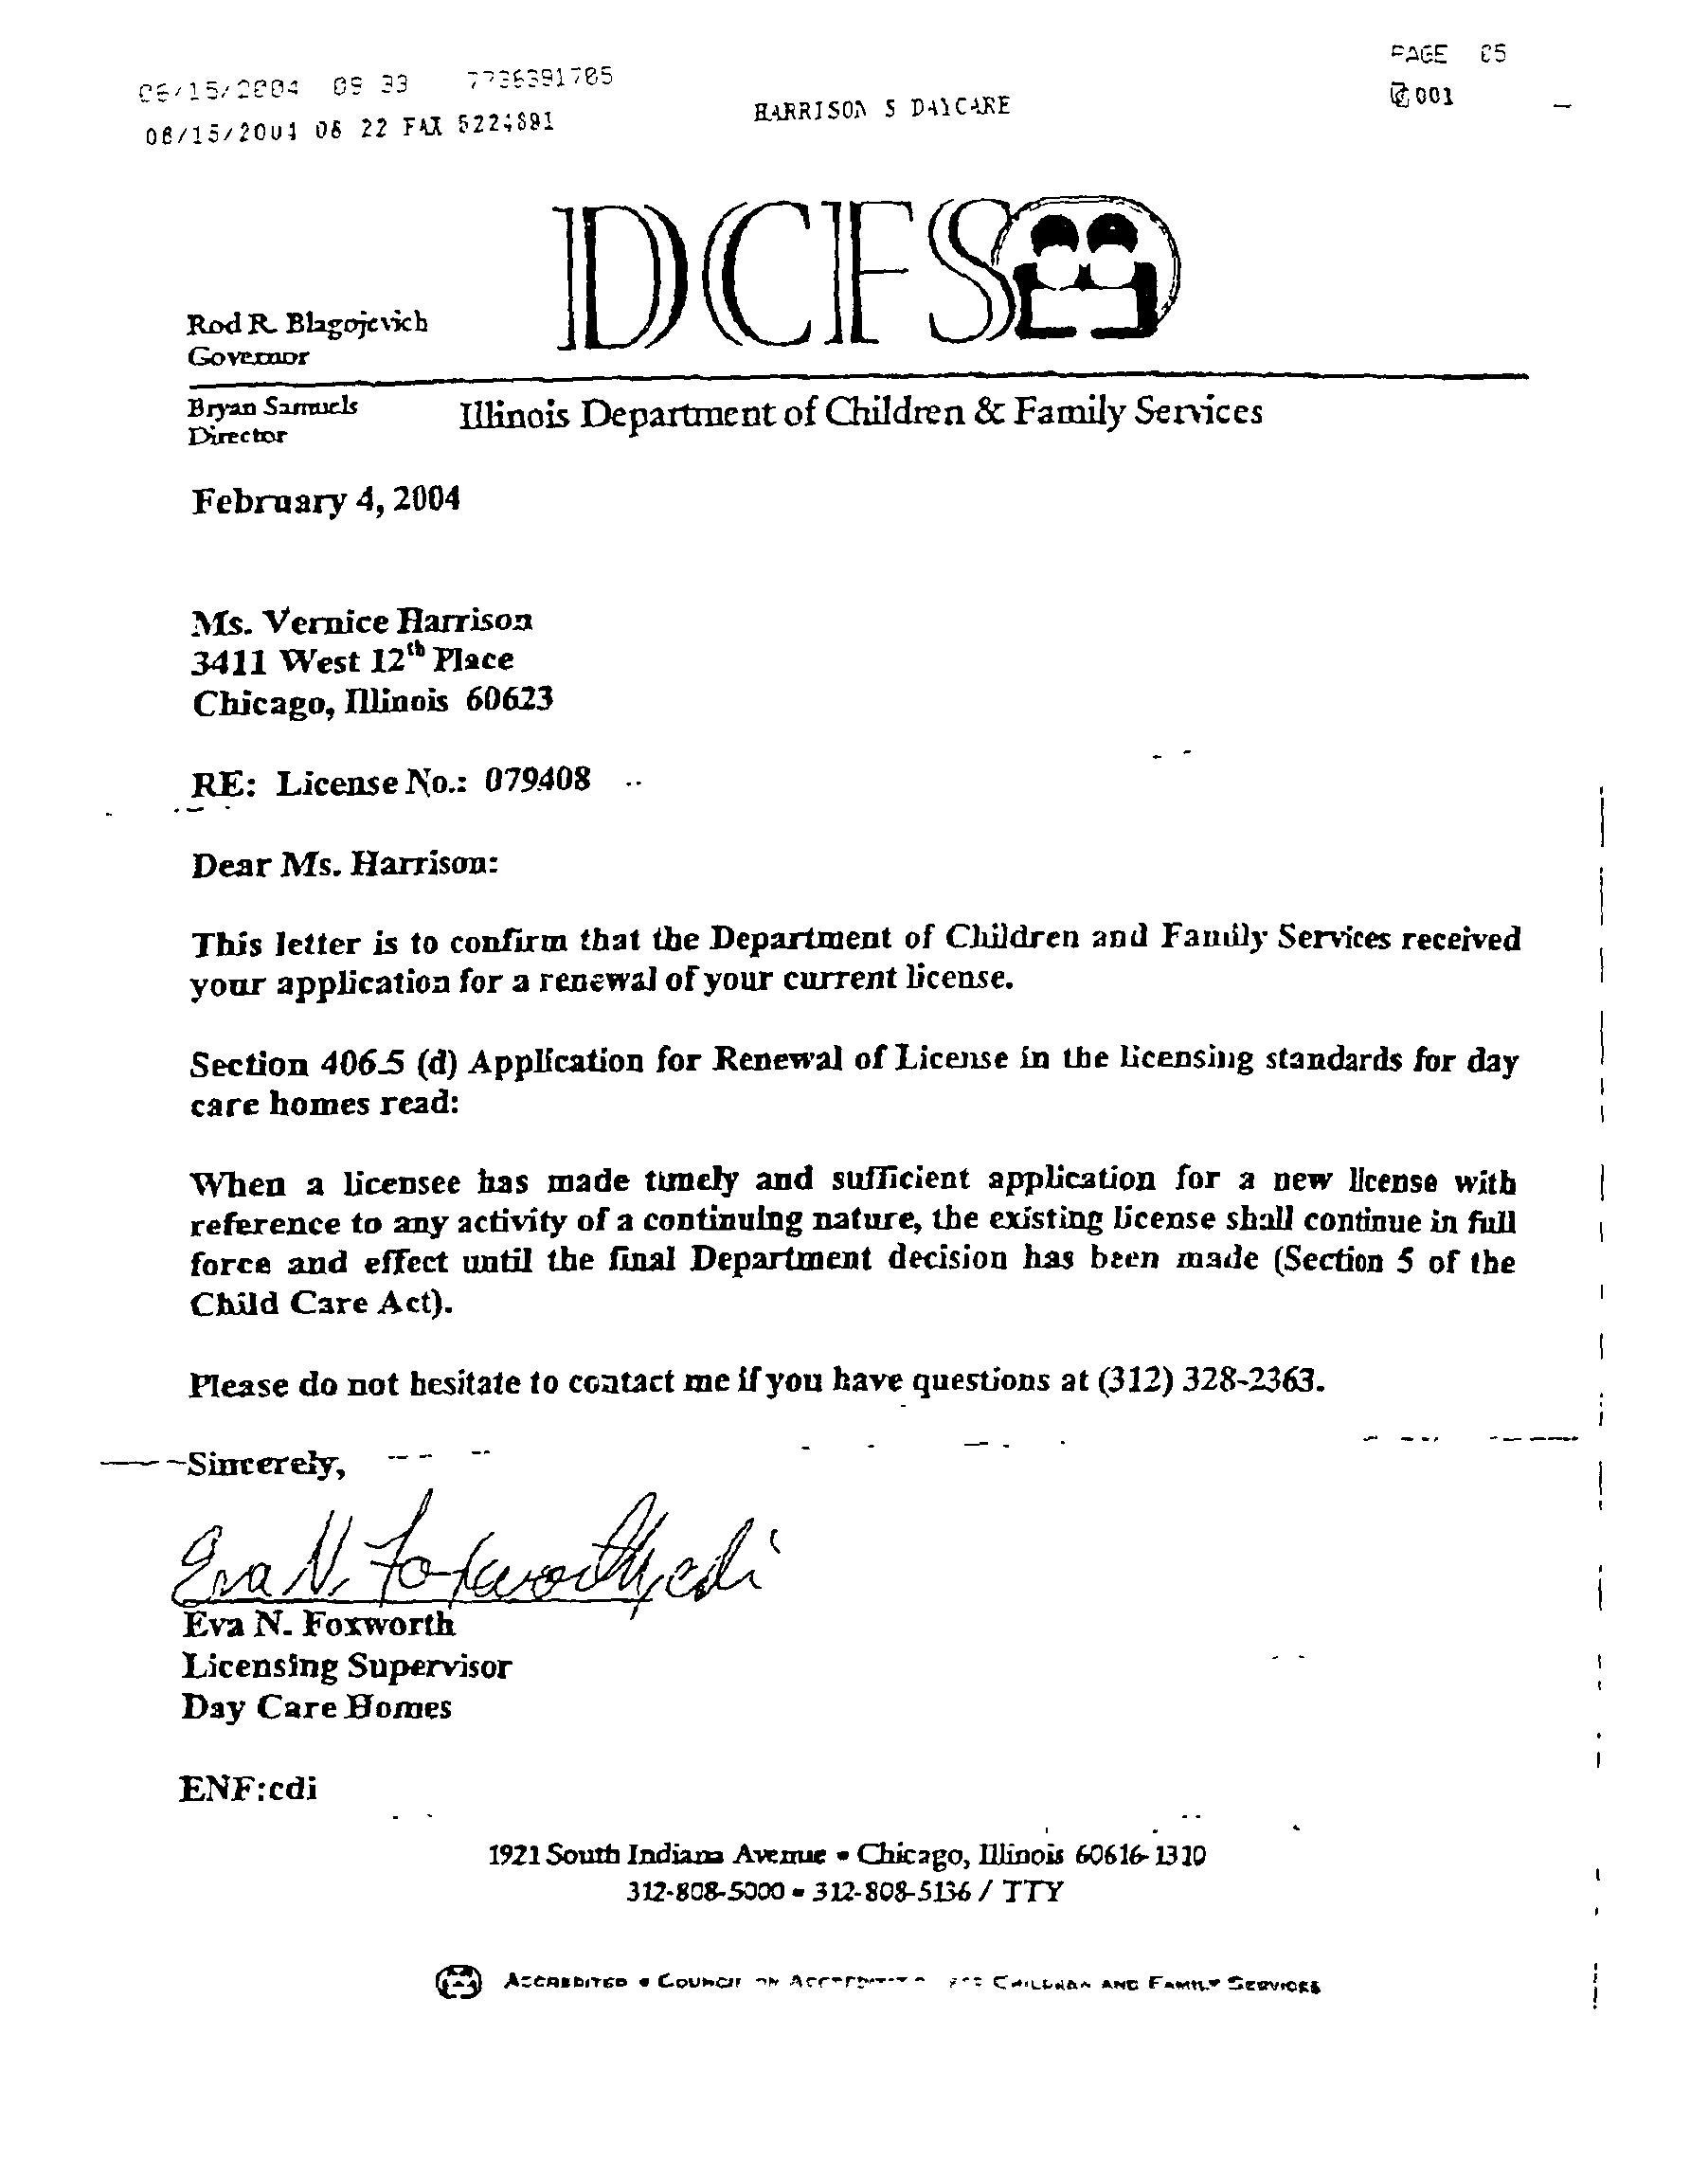 PAGE 05
06/15/2004 09 33 7736391785
001
HARRISON S DAYCARE
06/15/2004 08 22 FAX 5224891
DCFS
Rod R. Blagojevich
Governor
Bryan Samuels
Director
Illinois Department of Children & Family Services
February 4, 2004
Ms. Vernice Harrison
3411 West 12th Place
Chicago, Illinois 60623
RE: License No.: 079408
Dear Ms. Harrison:
This letter is to confirm that the Department of Children and Family Services received
your application for a renewal of your current license.
Section 406.5 (d) Application for Renewal of License in the licensing standards for day
care homes read:
When a licensee has made timely and sufficient application for a new license with
reference to any activity of a continuing nature, the existing license shall continue in full
force and effect until the final Department decision has been made (Section 5 of the
Child Care Act).
Please do not hesitate to contact me if you have questions at (312) 328-2363.
Sincerely,
Eva N. Foxworth/cdi
Eva N. Foxworth
Licensing Supervisor
Day Care Homes
ENF:cdi
1921 South Indiana Avenue • Chicago, Illinois 60616-1310
312-808-5000 • 312-808-5136 / TTY
ACCREDITED • COUNCIL ON CHILDREN AND FAMILY SERVICES